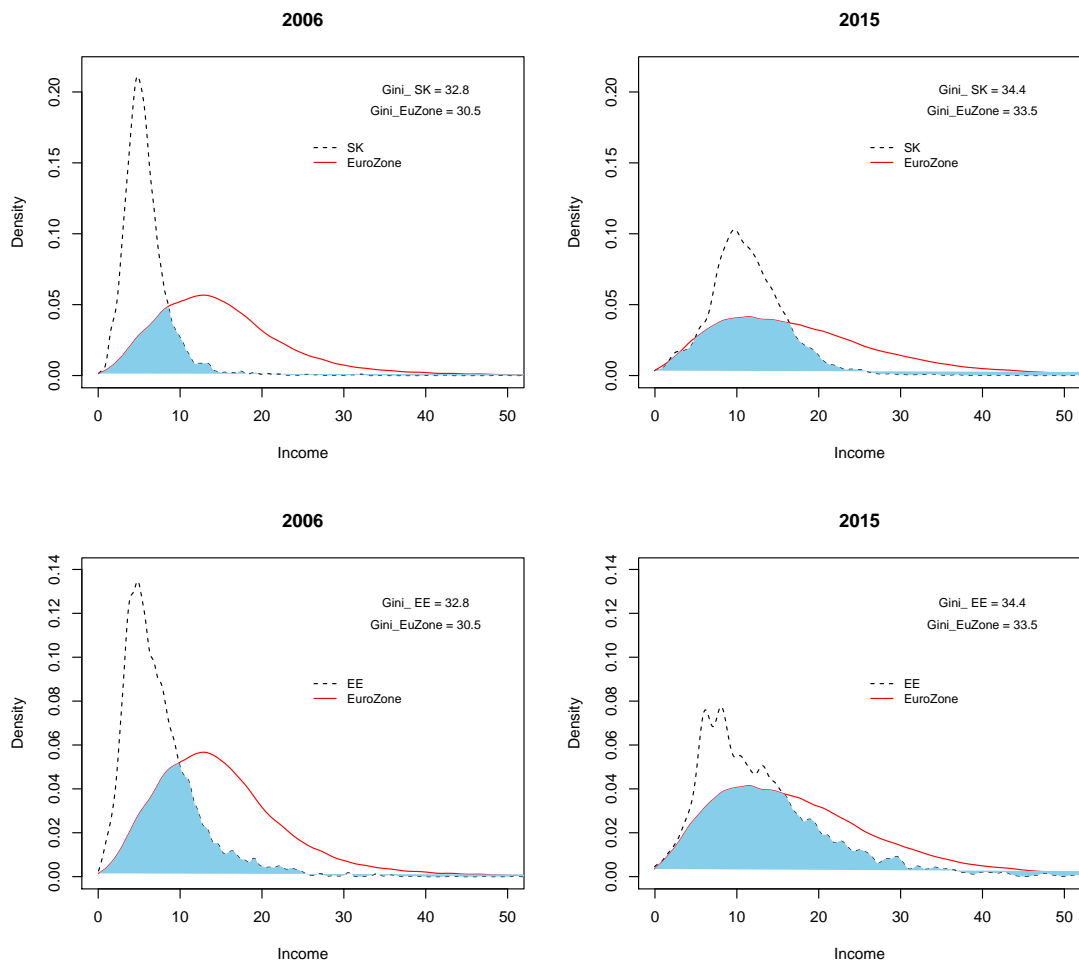 2006
Gini_ SK = 32.8
Gini_EuZone = 30.5
SK
EuroZone
Density
0.00 0.05 0.10 0.15 0.20
0 10 20 30 40 50
Income
2015
Gini_ SK = 34.4
Gini_EuZone = 33.5
SK
EuroZone
Density
0.00 0.05 0.10 0.15 0.20
0 10 20 30 40 50
Income
2006
Gini_ EE = 32.8
Gini_EuZone = 30.5
EE
EuroZone
Density
0.00 0.02 0.04 0.06 0.08 0.10 0.12 0.14
0 10 20 30 40 50
Income
2015
Gini_ EE = 34.4
Gini_EuZone = 33.5
EE
EuroZone
Density
0.00 0.02 0.04 0.06 0.08 0.10 0.12 0.14
0 10 20 30 40 50
Income